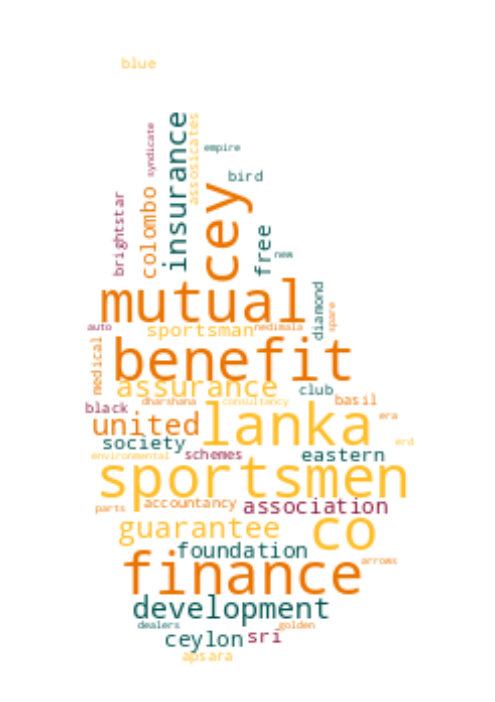 blue
syndicate
insurance
assosicates
empire
bird
brightstar
colombo
cey
free
new
mutual
diamond
spare
auto
sportsman
nedimala
medical
benefit
assurance
club
black
dharshana
consultancy
basil
united
lanka
era
society
erd
environmental
schemes
eastern
sportsmen
parts
accountancy
association
guarantee
co
foundation
finance
arrows
development
dealers
golden
ceylon
sri
apsara